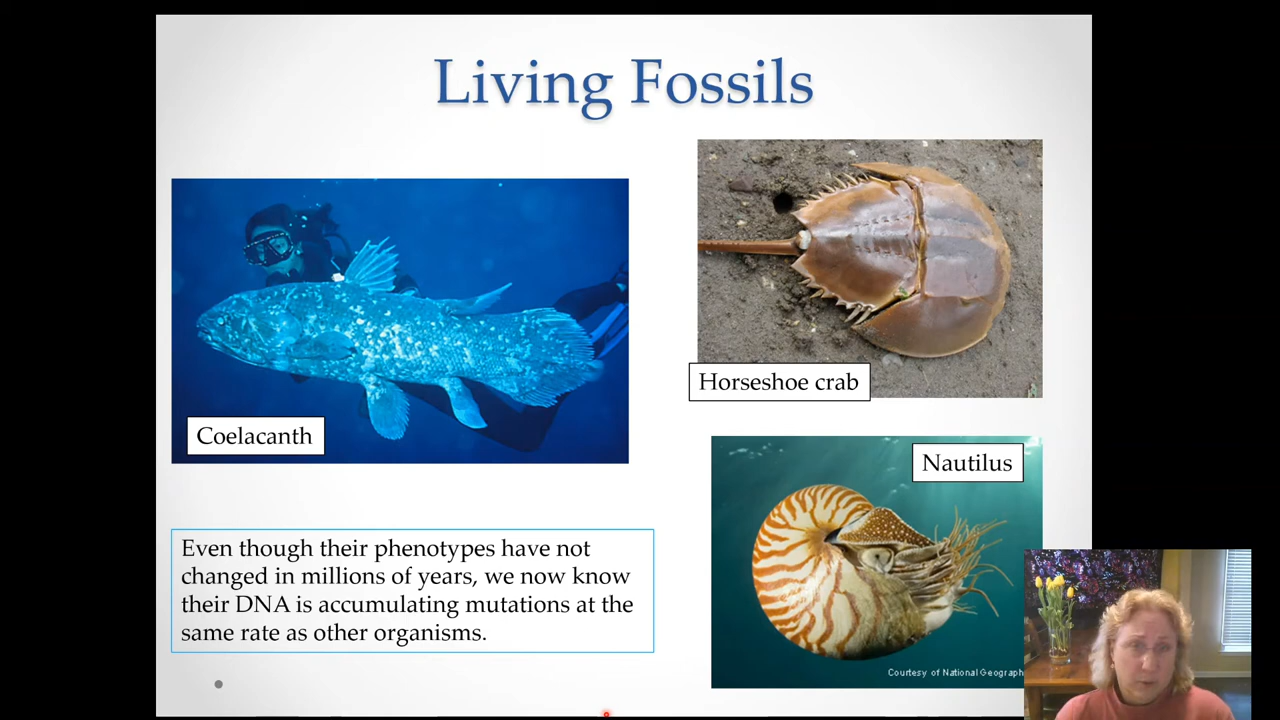 Living Fossils
Coelacanth
Horseshoe crab
Nautilus
Even though their phenotypes have not
changed in millions of years, we now know
their DNA is accumulating mutations at the
same rate as other organisms.
Courtesy of National Geograph